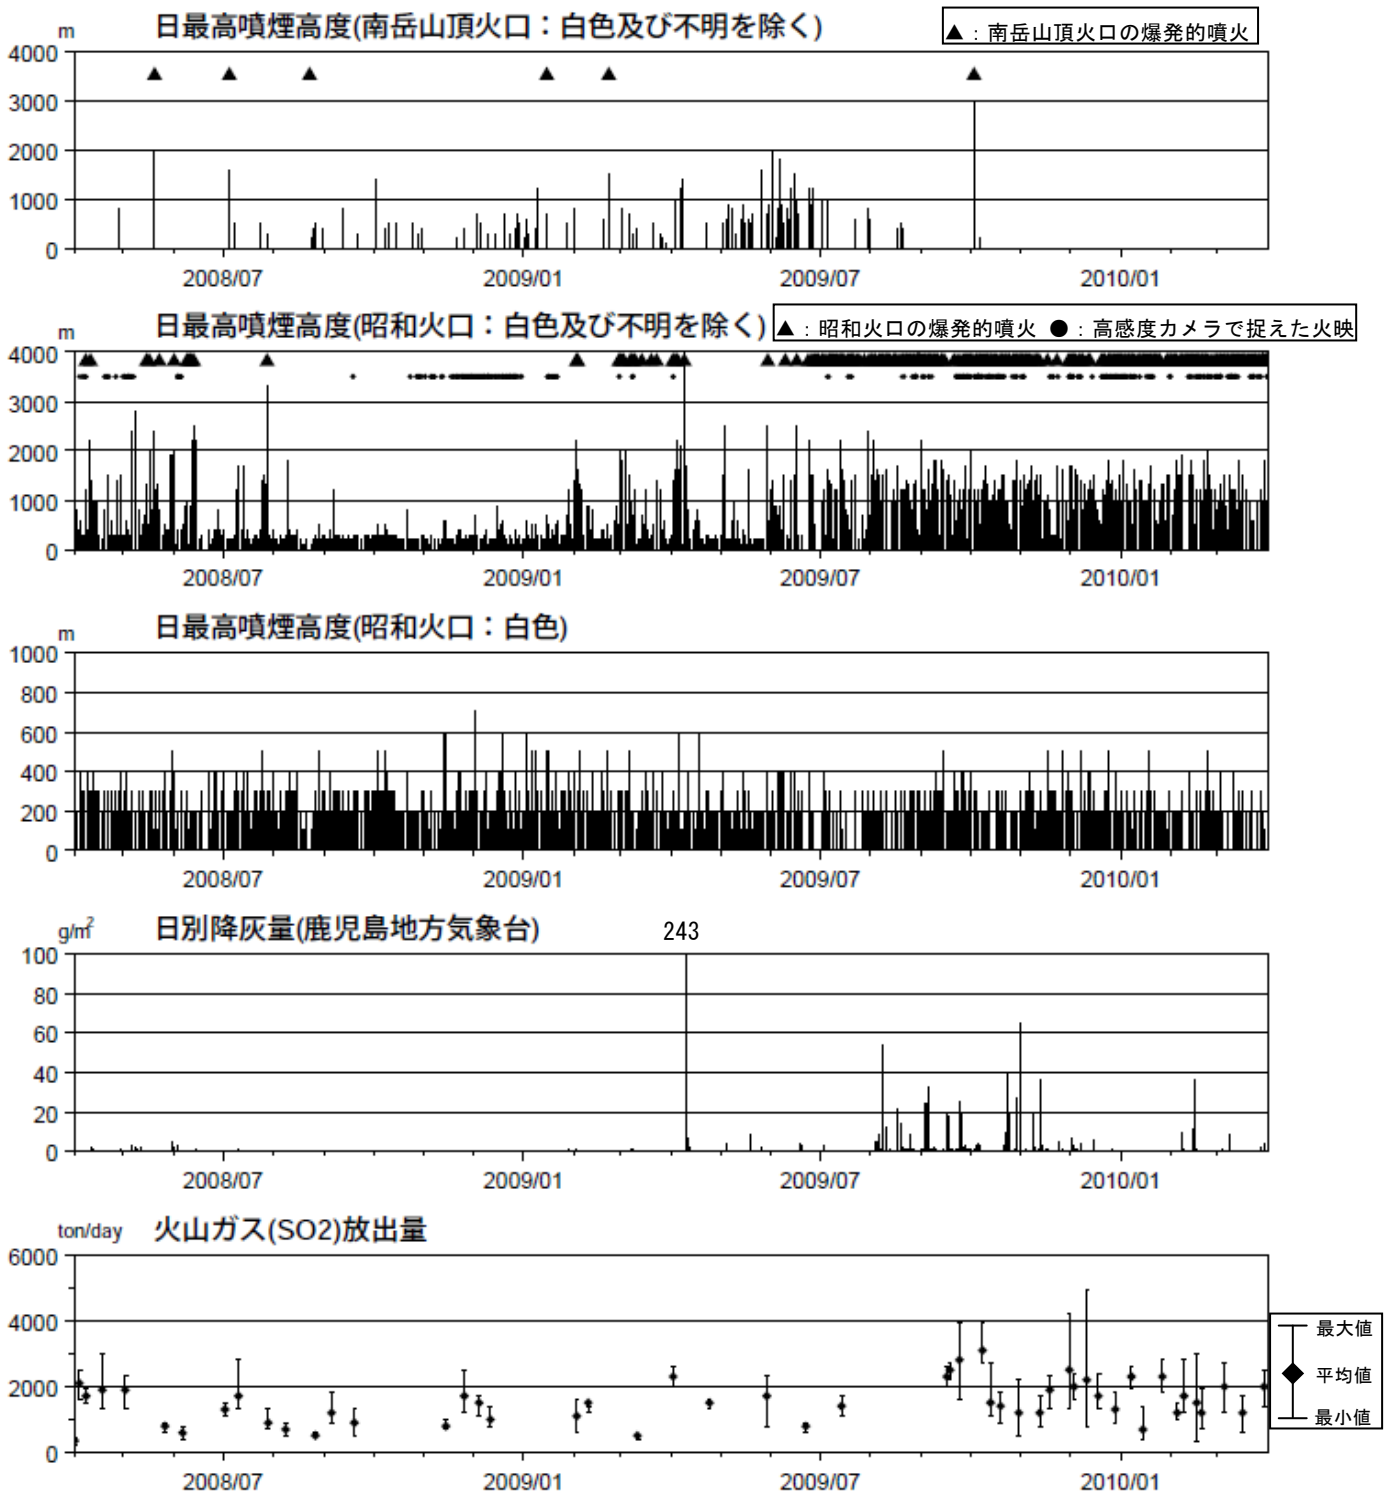 日最高噴煙高度(南岳山頂火口：白色及び不明を除く)
▲：南岳山頂火口の爆発的噴火
m
4000
3000
2000
1000
0
2008/07 2009/01 2009/07 2010/01
日最高噴煙高度(昭和火口：白色及び不明を除く)
▲：昭和火口の爆発的噴火 ●：高感度カメラで捉えた火映
m
4000
3000
2000
1000
0
2008/07 2009/01 2009/07 2010/01
日最高噴煙高度(昭和火口：白色)
m
1000
800
600
400
200
0
2008/07 2009/01 2009/07 2010/01
日別降灰量(鹿児島地方気象台)
243
g/㎡
100
80
60
40
20
0
2008/07 2009/01 2009/07 2010/01
ton/day 火山ガス(SO2)放出量
6000
4000
2000
0
2008/07 2009/01 2009/07 2010/01
最大値
平均値
最小値